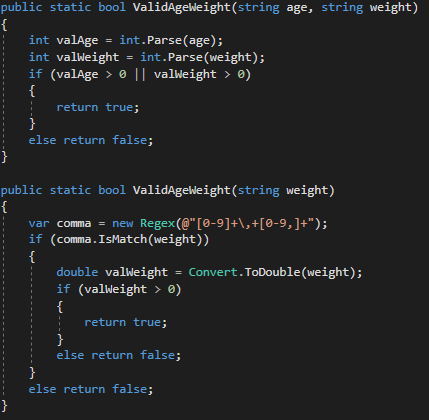 public static bool ValidAgeWeight(string age, string weight)
{
int valAge = int.Parse(age);
int valWeight = int.Parse(weight);
if (valAge > 0 || valWeight > 0)
{
return true;
}
else return false;
}
public static bool ValidAgeWeight(string weight)
{
var comma = new Regex(@"[0-9]+\,+[0-9,]+");
if (comma.IsMatch(weight))
{
double valWeight = Convert.ToDouble(weight);
if (valWeight > 0)
{
return true;
}
else return false;
}
else return false;
}